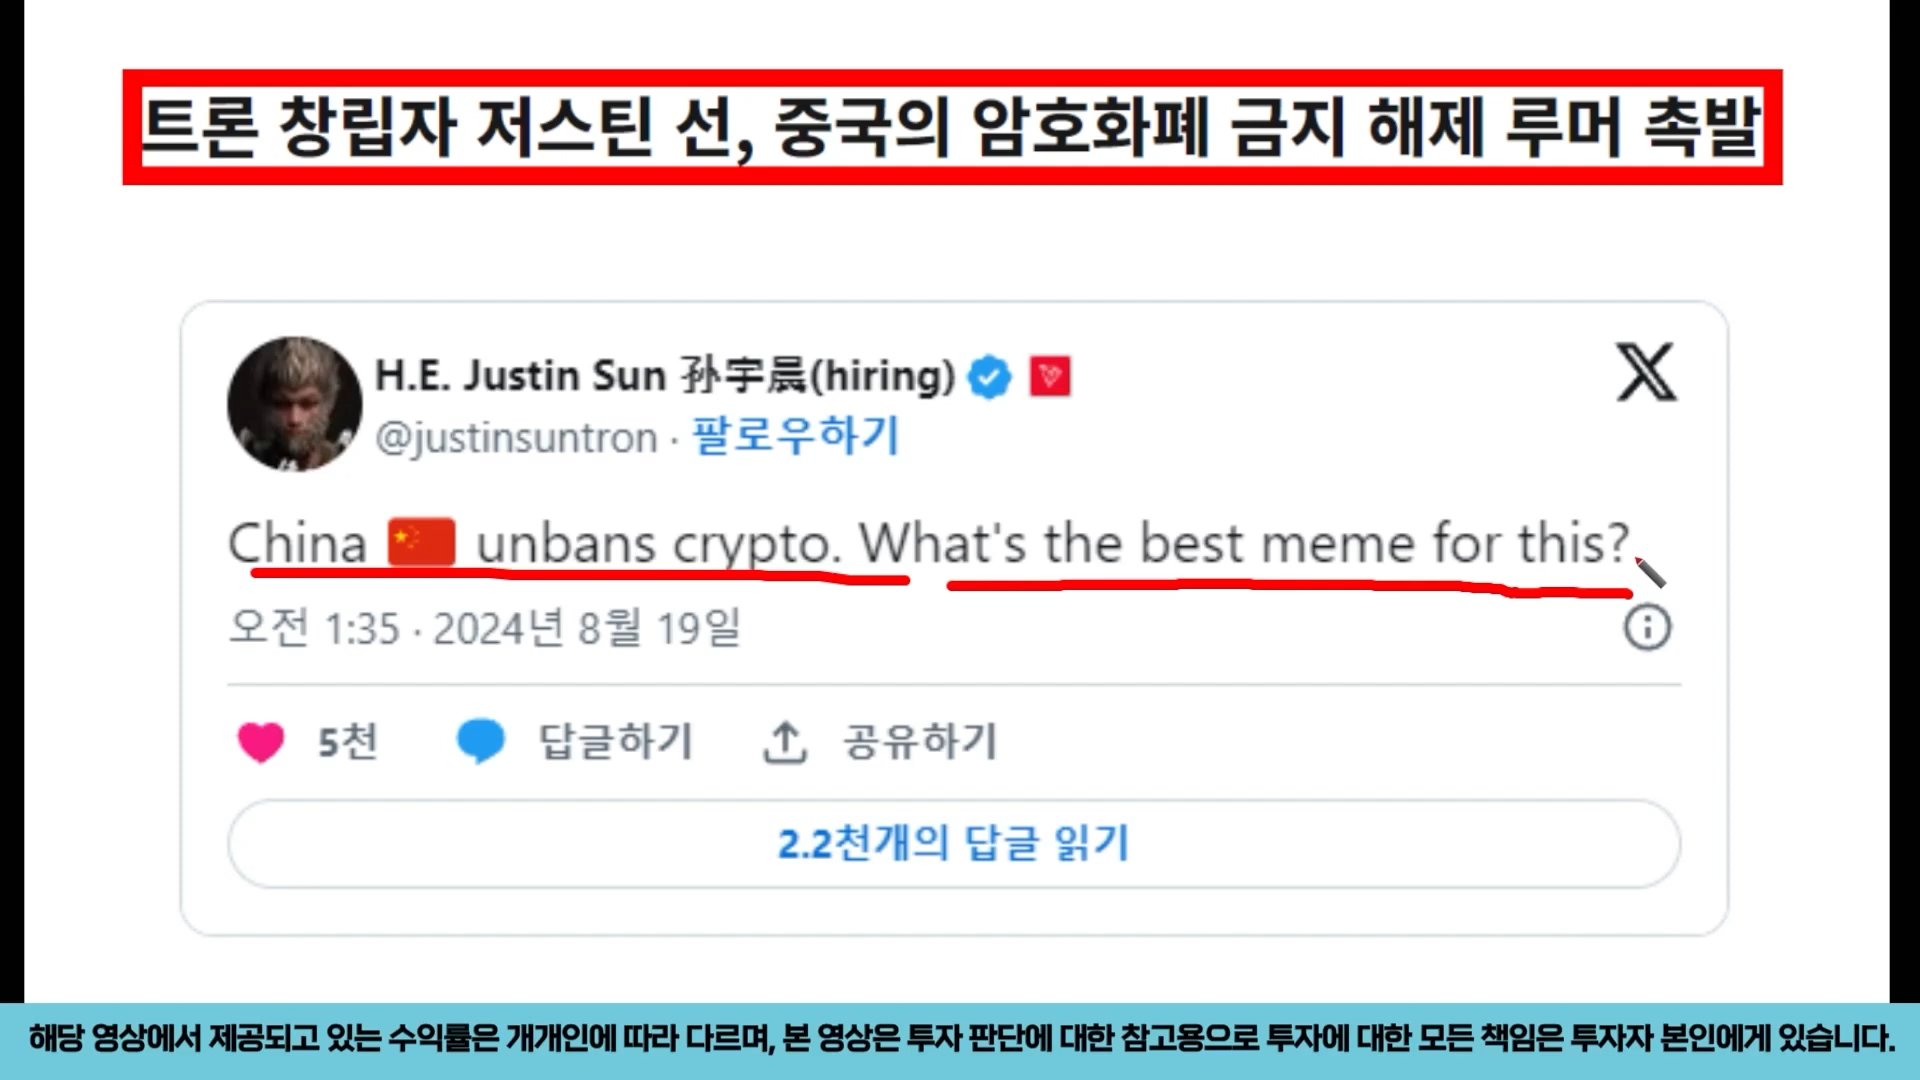 트론 창립자 저스틴 선, 중국의 암호화폐 금지 해제 루머 촉발
H.E. Justin Sun 孙宇晨(hiring)
@justinsuntron · 팔로우하기
China 🇨🇳 unbans crypto. What's the best meme for this?
오전 1:35 · 2024년 8월 19일
5천 답글하기 공유하기
2.2천개의 답글 읽기
해당 영상에서 제공되고 있는 수익률은 개개인에 따라 다르며, 본 영상은 투자 판단에 대한 참고용으로 투자에 대한 모든 책임은 투자자 본인에게 있습니다.